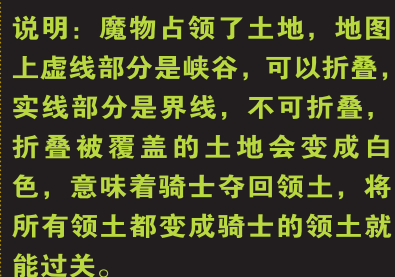 说明：魔物占领了土地，地图
上虚线部分是峡谷，可以折叠，
实线部分是界线，不可折叠，
折叠被覆盖的土地会变成白
色，意味着骑士夺回领土，将
所有领土都变成骑士的领土就
能过关。